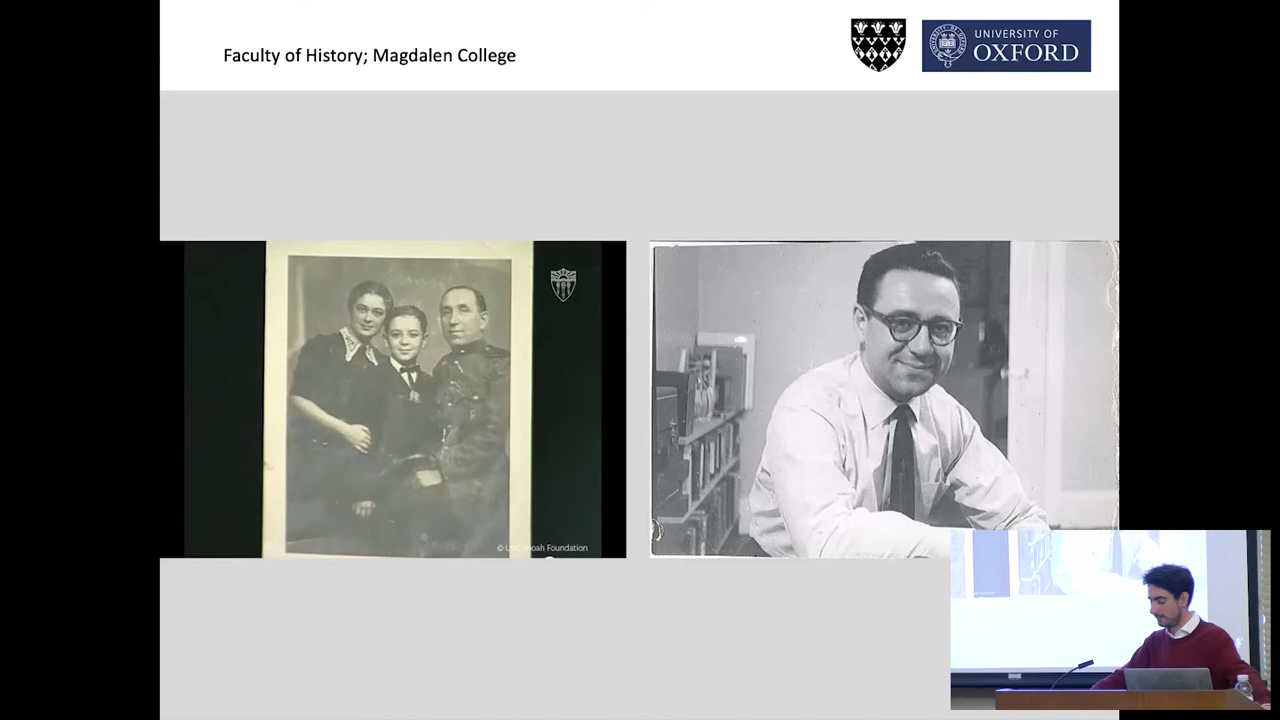 Faculty of History; Magdalen College
UNIVERSITY OF
OXFORD
© USC Shoah Foundation